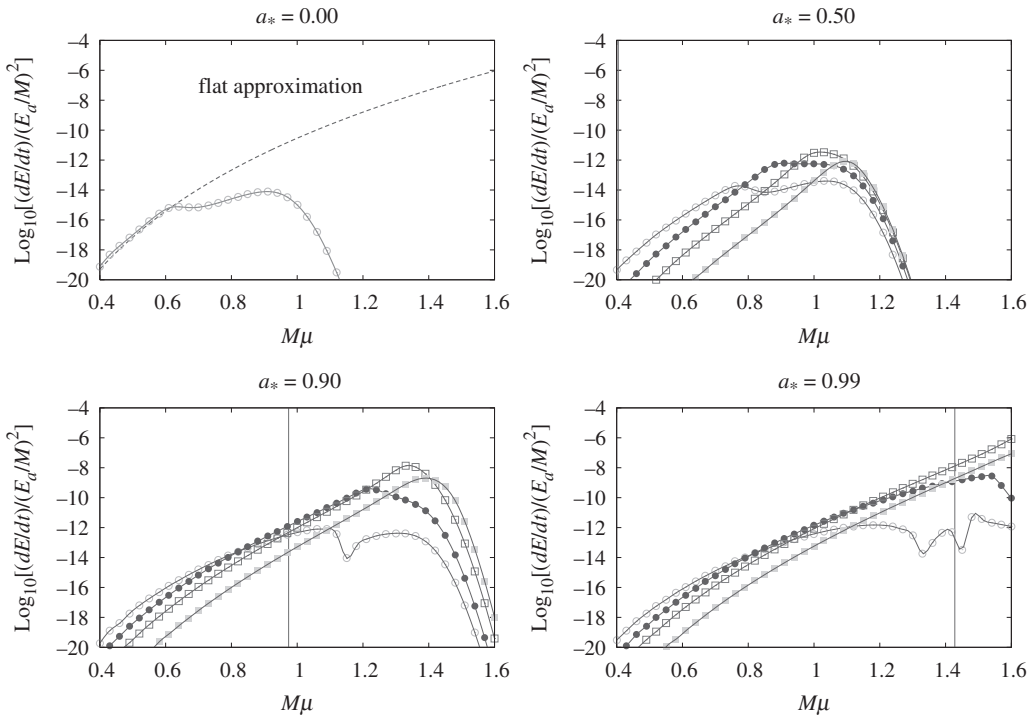 a* = 0.00
Log10[(dE/dt)/(Ea/M)^2]
−4
−6
−8
−10
−12
−14
−16
−18
−20
flat approximation
0.4 0.6 0.8 1 1.2 1.4 1.6
Mμ
a* = 0.50
Log10[(dE/dt)/(Ea/M)^2]
−4
−6
−8
−10
−12
−14
−16
−18
−20
0.4 0.6 0.8 1 1.2 1.4 1.6
Mμ
a* = 0.90
Log10[(dE/dt)/(Ea/M)^2]
−4
−6
−8
−10
−12
−14
−16
−18
−20
0.4 0.6 0.8 1 1.2 1.4 1.6
Mμ
a* = 0.99
Log10[(dE/dt)/(Ea/M)^2]
−4
−6
−8
−10
−12
−14
−16
−18
−20
0.4 0.6 0.8 1 1.2 1.4 1.6
Mμ